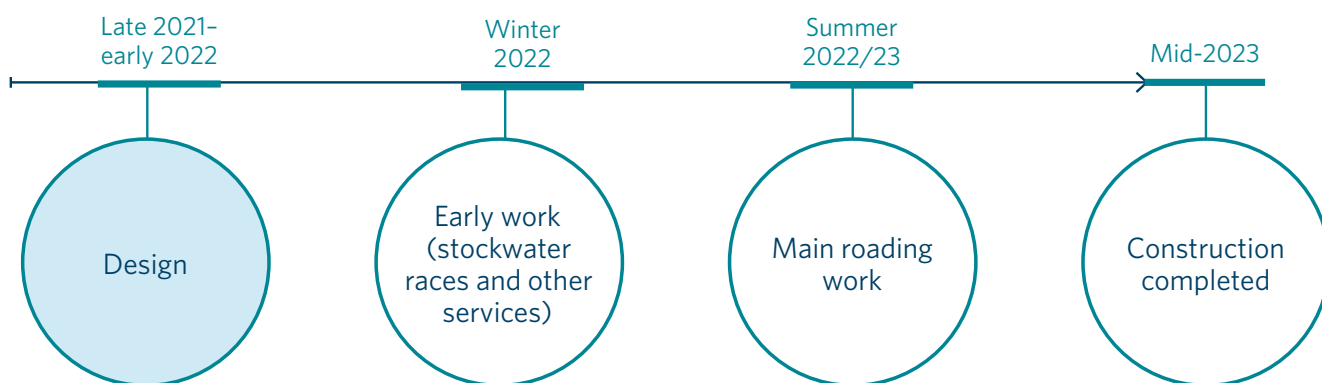 Late 2021–
early 2022
Winter
2022
Summer
2022/23
Mid-2023
Design
Early work
(stockwater
races and other
services)
Main roading
work
Construction
completed